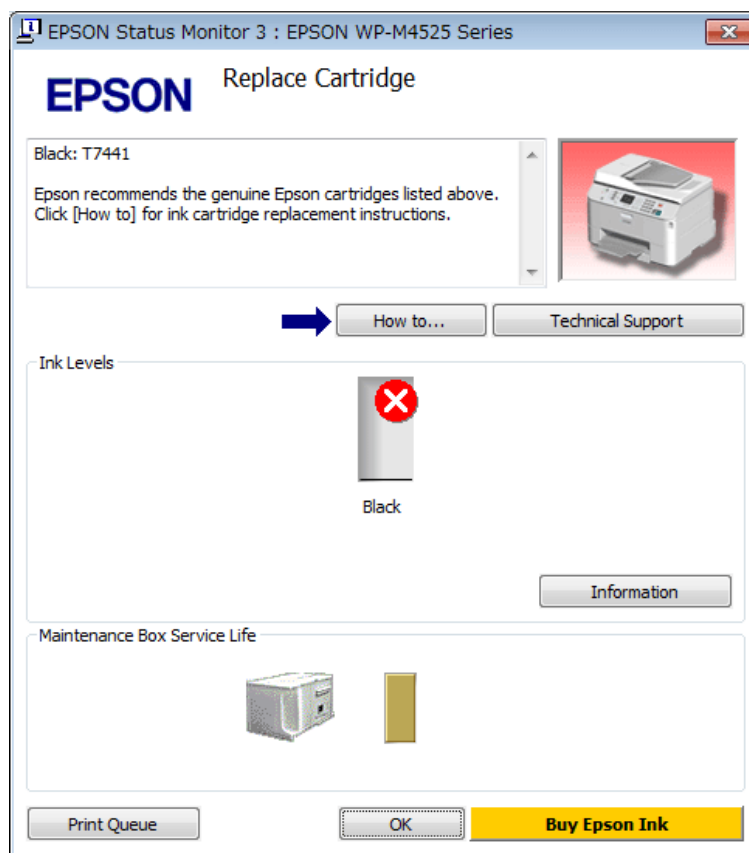 EPSON Status Monitor 3 : EPSON WP-M4525 Series
EPSON
Replace Cartridge
Black: T7441
Epson recommends the genuine Epson cartridges listed above.
Click [How to] for ink cartridge replacement instructions.
How to...
Technical Support
Ink Levels
Black
Information
Maintenance Box Service Life
Print Queue
OK
Buy Epson Ink